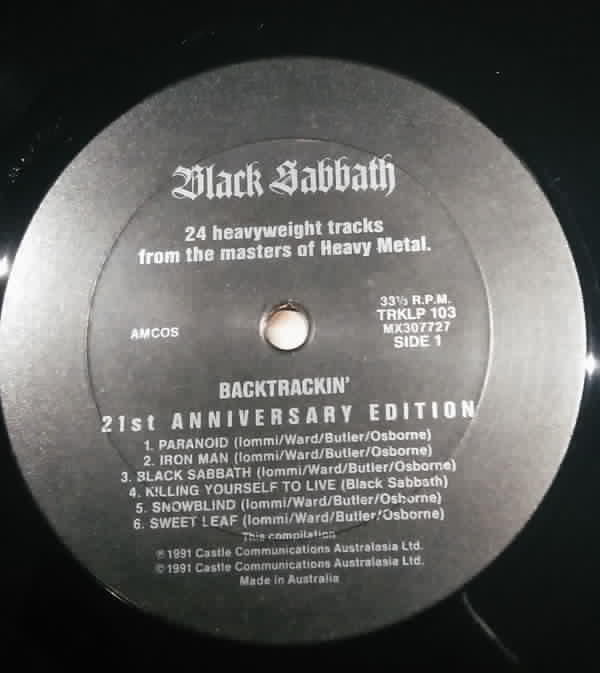 Black Sabbath
24 heavyweight tracks
from the masters of Heavy Metal.
33⅓ R.P.M.
TRKLP 103
MX307727
SIDE 1
AMCOS
BACKTRACKIN'
21st ANNIVERSARY EDITION
1. PARANOID (Iommi/Ward/Butler/Osborne)
2. IRON MAN (Iommi/Ward/Butler/Osborne)
3. BLACK SABBATH (Iommi/Ward/Butler/Osborne)
4. KILLING YOURSELF TO LIVE (Black Sabbath)
5. SNOWBLIND (Iommi/Ward/Butler/Osborne)
6. SWEET LEAF (Iommi/Ward/Butler/Osborne)
This compilation
℗ 1991 Castle Communications Australasia Ltd.
© 1991 Castle Communications Australasia Ltd.
Made in Australia